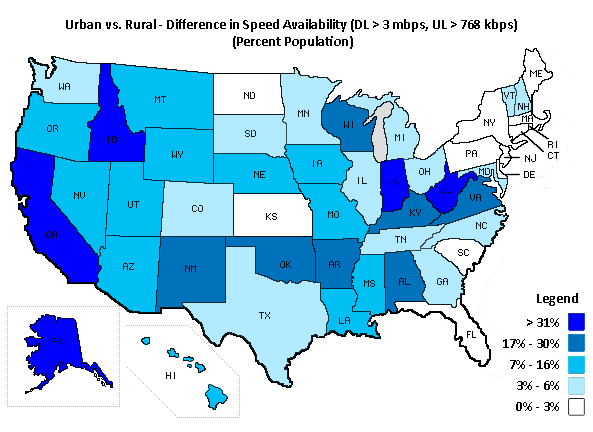 Urban vs. Rural - Difference in Speed Availability (DL > 3 mbps, UL > 768 kbps)
(Percent Population)
ME
WA
VT
MT
ND
NH
MN
NY
MA
OR
ID
SD
WI
MI
RI
CT
WY
PA
NJ
IA
NE
OH
MD
DE
NV
UT
IL
IN
WV
VA
CO
KS
MO
KY
CA
NC
TN
OK
AR
SC
AZ
NM
MS
AL
GA
TX
LA
FL
AK
HI
Legend
> 31%
17% - 30%
7% - 16%
3% - 6%
0% - 3%